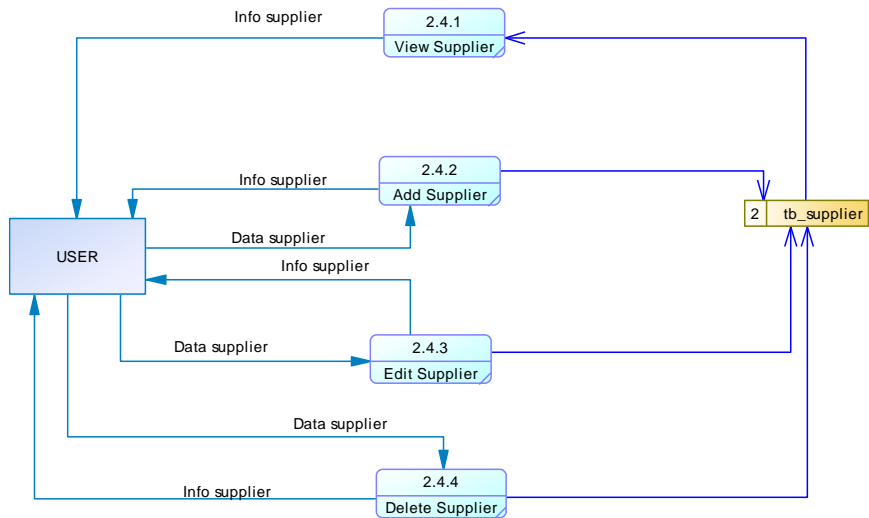 Info supplier
2.4.1
View Supplier
2.4.2
Info supplier
Add Supplier
2
tb_supplier
Data supplier
USER
Info supplier
Data supplier
2.4.3
Edit Supplier
Data supplier
2.4.4
Info supplier
Delete Supplier